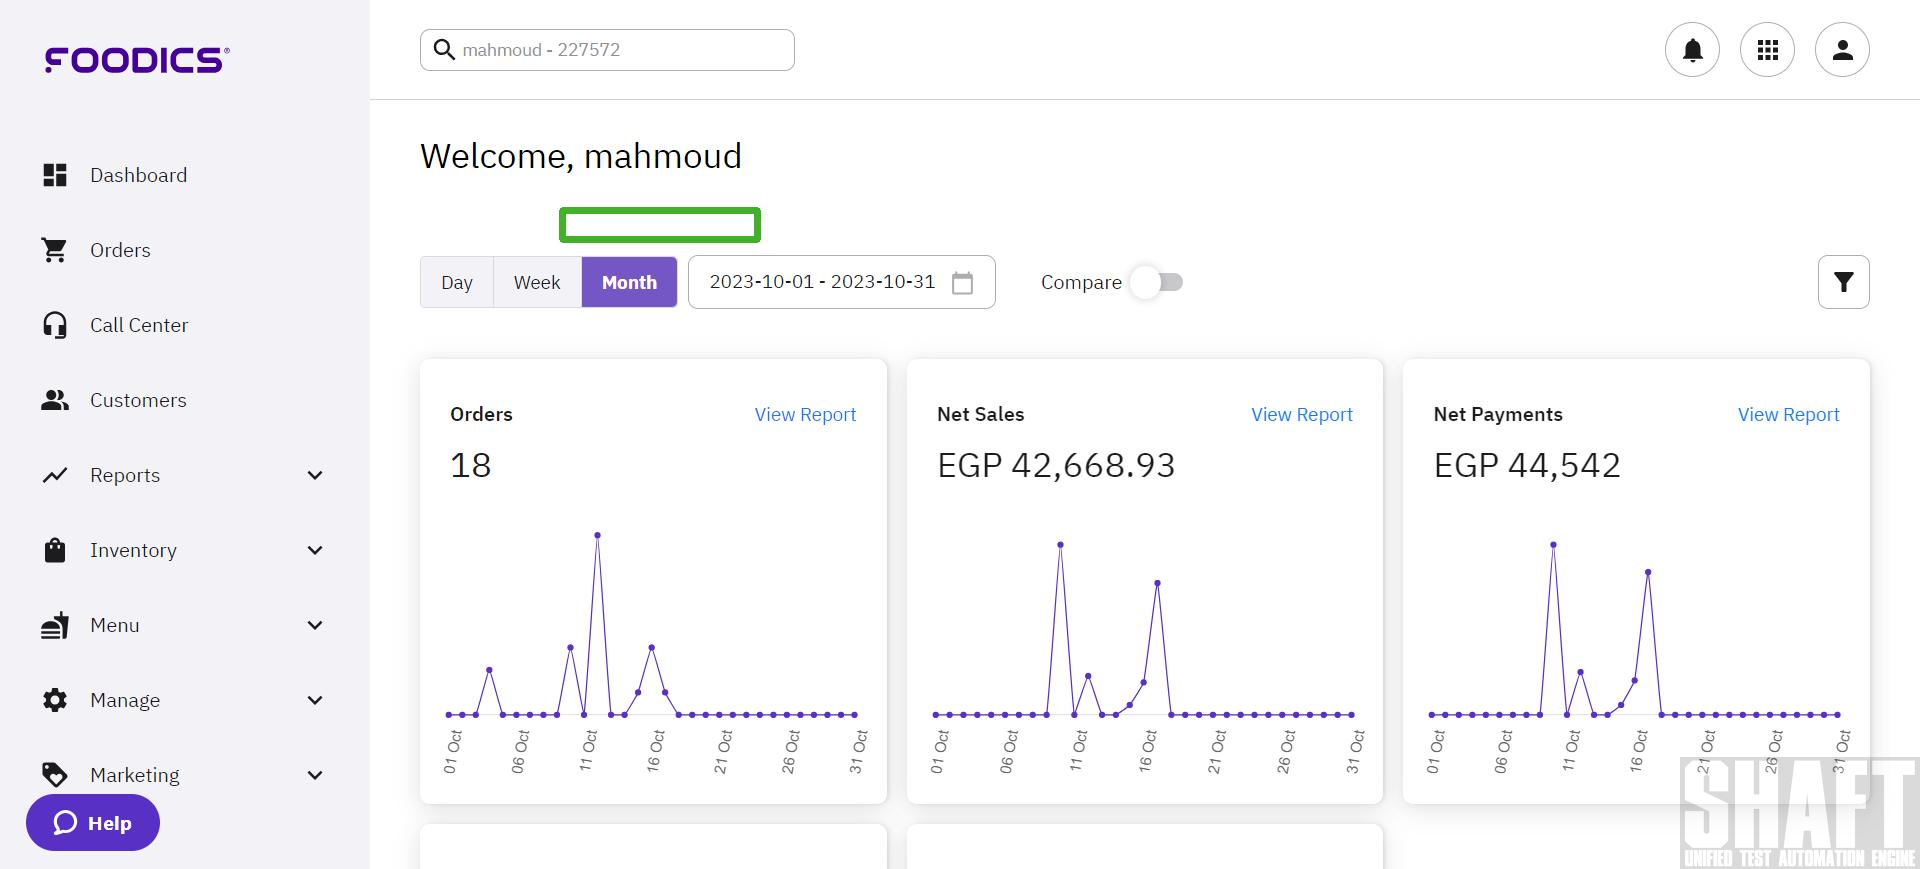 FOODICS®
mahmoud - 227572
Dashboard
Orders
Call Center
Customers
Reports
Inventory
Menu
Manage
Marketing
Help
Welcome, mahmoud
Day Week Month 2023-10-01 - 2023-10-31 Compare
Orders View Report
18
01 Oct 06 Oct 11 Oct 16 Oct 21 Oct 26 Oct 31 Oct
Net Sales View Report
EGP 42,668.93
01 Oct 06 Oct 11 Oct 16 Oct 21 Oct 26 Oct 31 Oct
Net Payments View Report
EGP 44,542
01 Oct 06 Oct 11 Oct 16 Oct 21 Oct 26 Oct 31 Oct
SHAFT
UNIFIED TEST AUTOMATION ENGINE